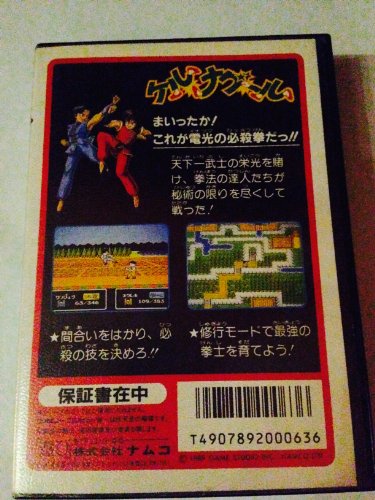 ケルナグール
まいったか!
これが電光の必殺拳だっ!!
天下一武士の栄光を賭
け、拳法の達人たちが
秘術の限りを尽くして
戦った!
63/346
109/353
★間合いをはかり、必
殺の技を決めろ!!
★修行モードで最強の
拳士を育てよう!
保証書在中
株式会社 ナムコ
T4907892000636